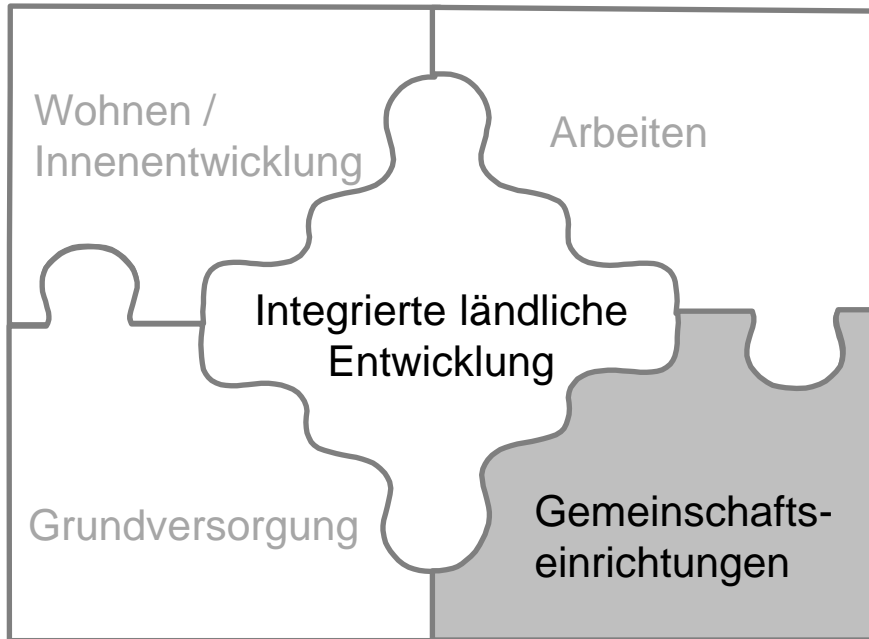 Wohnen /
Innenentwicklung
Arbeiten
Integrierte ländliche
Entwicklung
Grundversorgung
Gemeinschafts-
einrichtungen